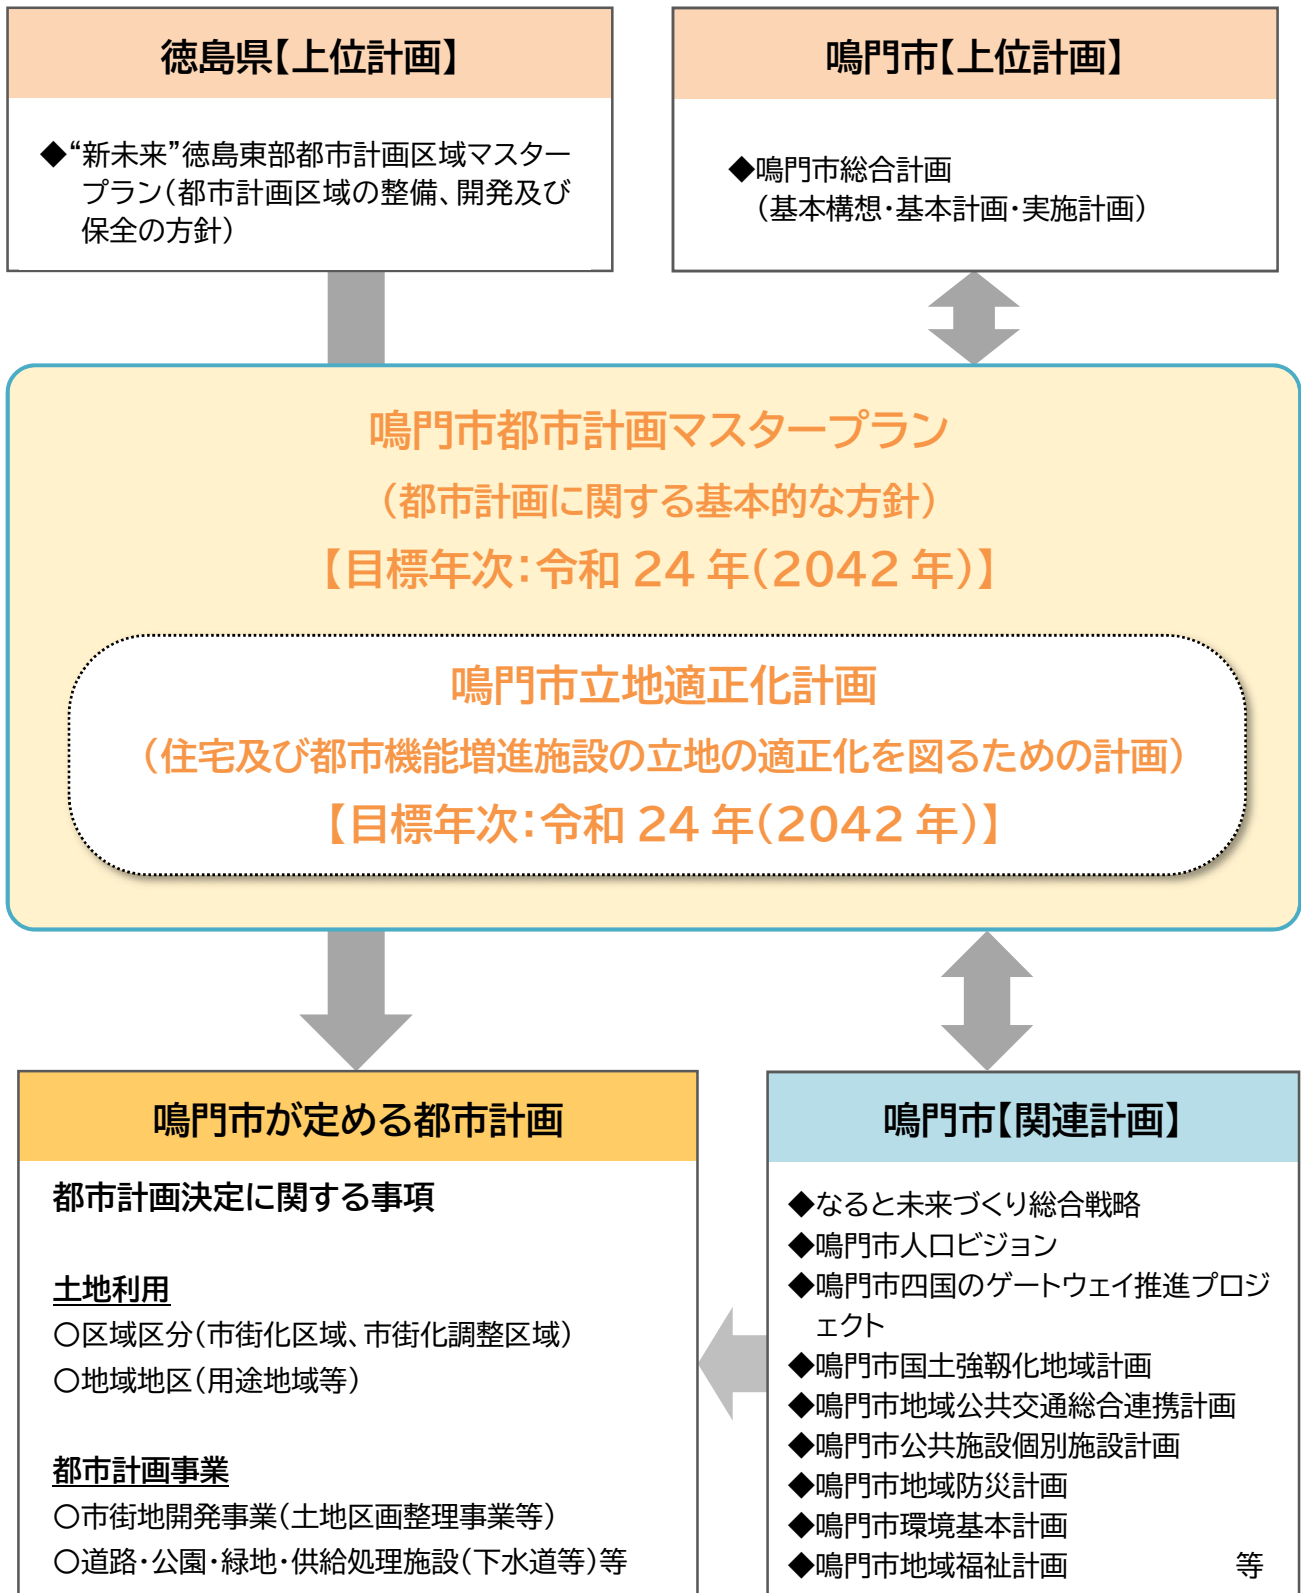 徳島県【上位計画】
◆“新未来”徳島東部都市計画区域マスター
プラン（都市計画区域の整備、開発及び
保全の方針）
鳴門市【上位計画】
◆鳴門市総合計画
（基本構想・基本計画・実施計画）
鳴門市都市計画マスタープラン
（都市計画に関する基本的な方針）
【目標年次：令和 24 年（2042 年）】
鳴門市立地適正化計画
（住宅及び都市機能増進施設の立地の適正化を図るための計画）
【目標年次：令和 24 年（2042 年）】
鳴門市が定める都市計画
都市計画決定に関する事項
土地利用
〇区域区分（市街化区域、市街化調整区域）
〇地域地区（用途地域等）
都市計画事業
〇市街地開発事業（土地区画整理事業等）
〇道路・公園・緑地・供給処理施設（下水道等）等
鳴門市【関連計画】
◆なると未来づくり総合戦略
◆鳴門市人口ビジョン
◆鳴門市四国のゲートウェイ推進プロジ
ェクト
◆鳴門市国土強靱化地域計画
◆鳴門市地域公共交通総合連携計画
◆鳴門市公共施設個別施設計画
◆鳴門市地域防災計画
◆鳴門市環境基本計画
◆鳴門市地域福祉計画 等